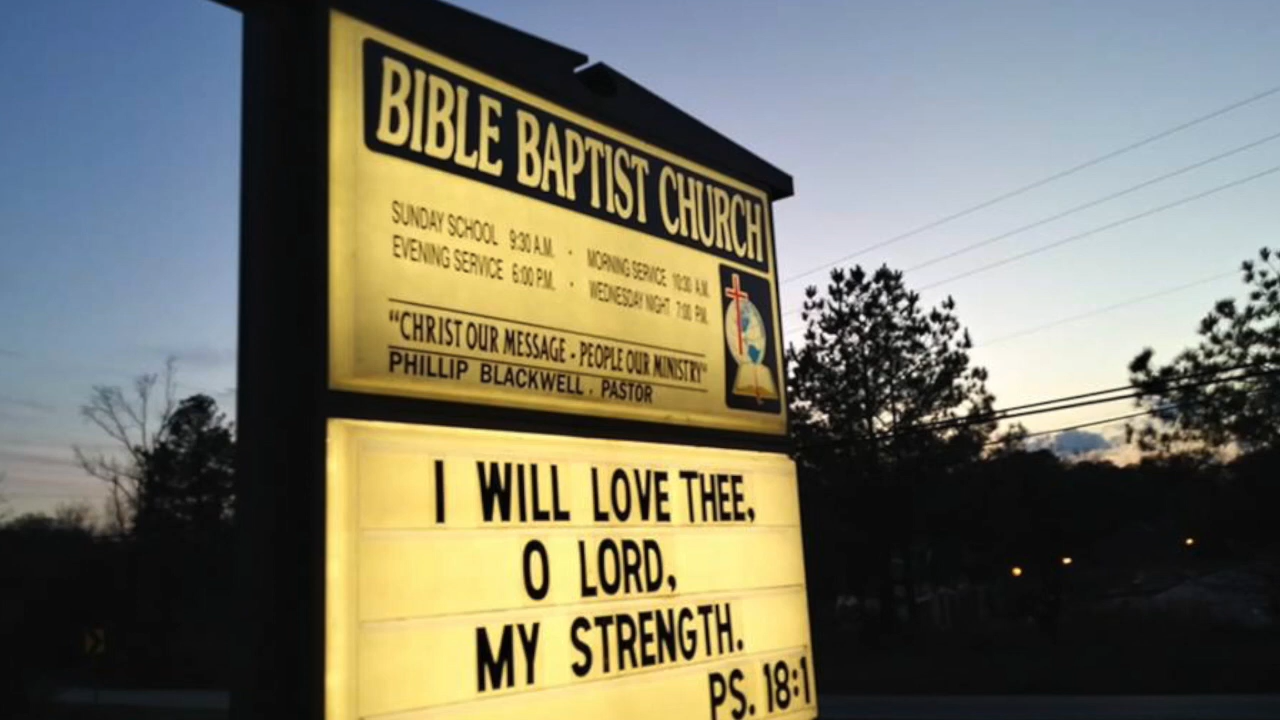 BIBLE BAPTIST CHURCH
SUNDAY SCHOOL 9:30 A.M. · MORNING SERVICE 10:30 A.M.
EVENING SERVICE 6:00 P.M. · WEDNESDAY NIGHT 7:00 P.M.
"CHRIST OUR MESSAGE - PEOPLE OUR MINISTRY"
PHILLIP BLACKWELL, PASTOR
I WILL LOVE THEE,
O LORD,
MY STRENGTH.
PS. 18:1